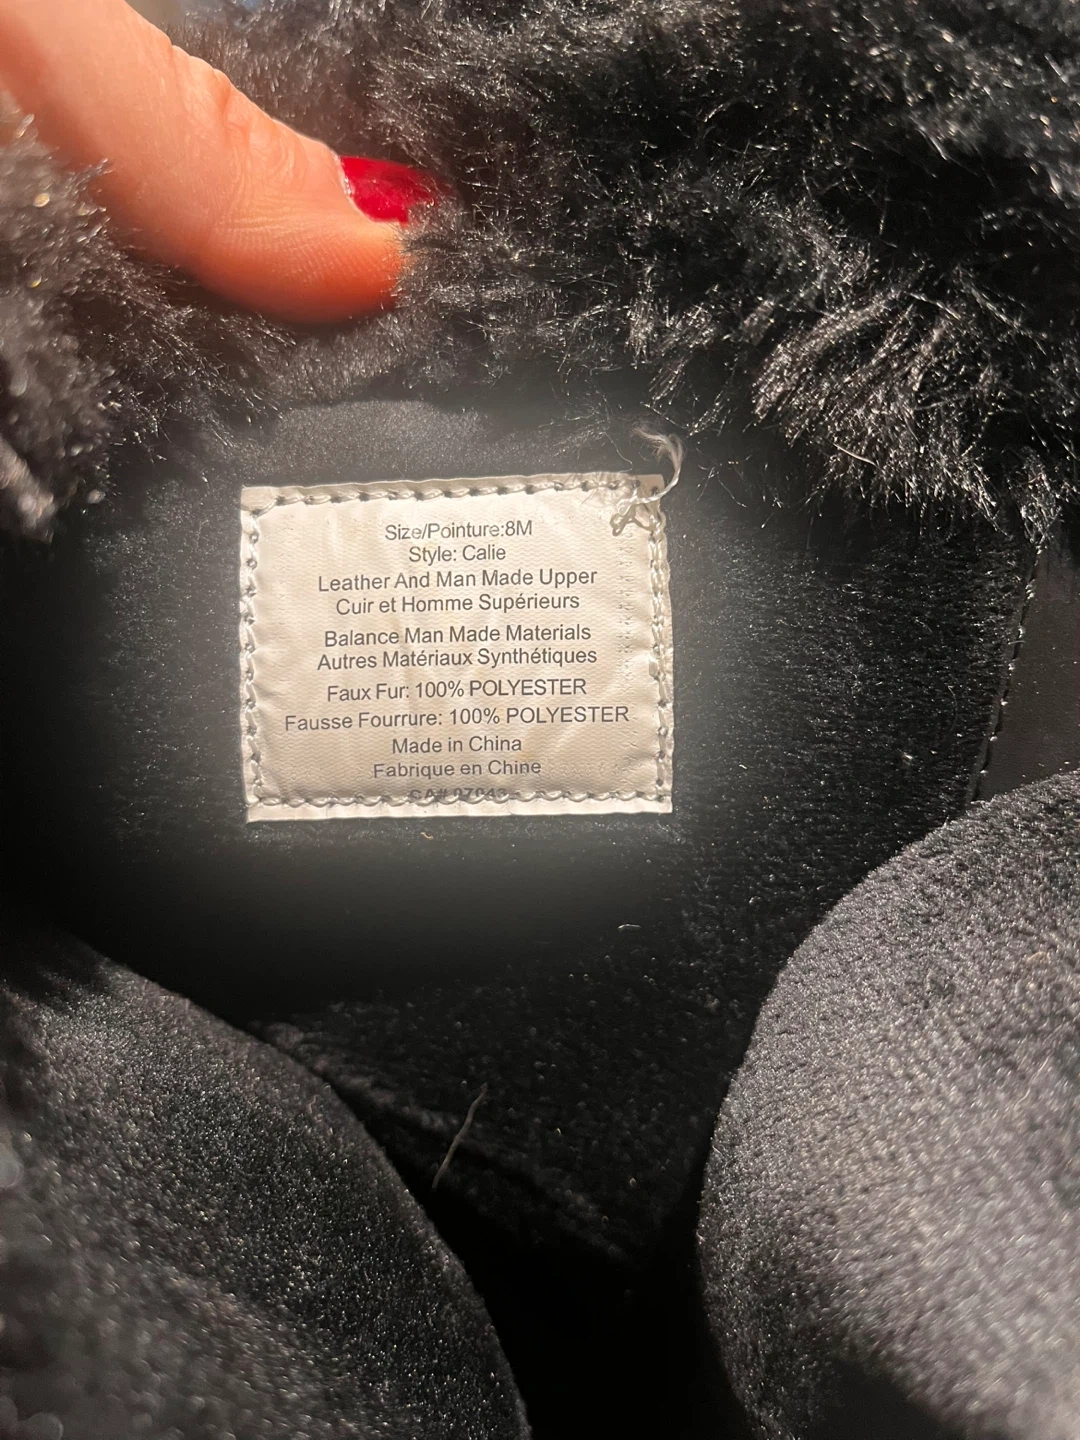 Size/Pointure:8M
Style: Calie
Leather And Man Made Upper
Cuir et Homme Supérieurs
Balance Man Made Materials
Autres Matériaux Synthétiques
Faux Fur: 100% POLYESTER
Fausse Fourrure: 100% POLYESTER
Made in China
Fabrique en Chine
CA#